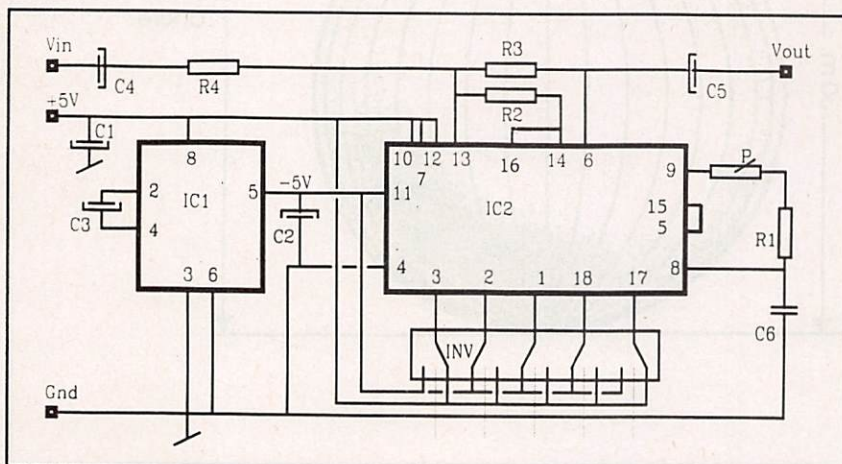 Vin
R3
Vout
C4
R4
C5
+5V
R2
C1
8
10 12 13 16 14 6
7
9
P
2
IC1
5
-5V
11
IC2
15
5
C3
4
C2
R1
3 6
4
8
3 2 1 18 17
C6
INV
Gnd